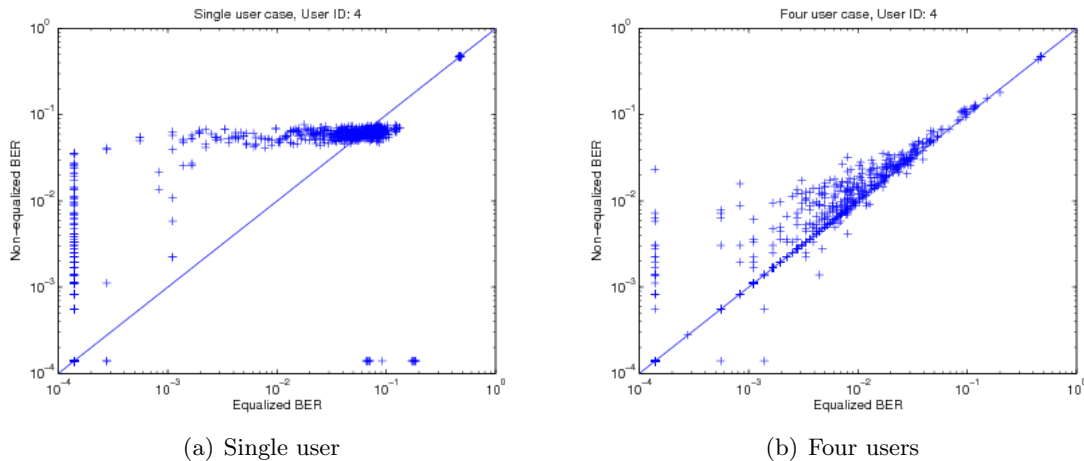 Single user case, User ID: 4
10^0
10^-1
10^-2
10^-3
10^-4
Non-equalized BER
10^-4
10^-3
10^-2
10^-1
10^0
Equalized BER
(a) Single user
Four user case, User ID: 4
10^0
10^-1
10^-2
10^-3
10^-4
Non-equalized BER
10^-4
10^-3
10^-2
10^-1
10^0
Equalized BER
(b) Four users